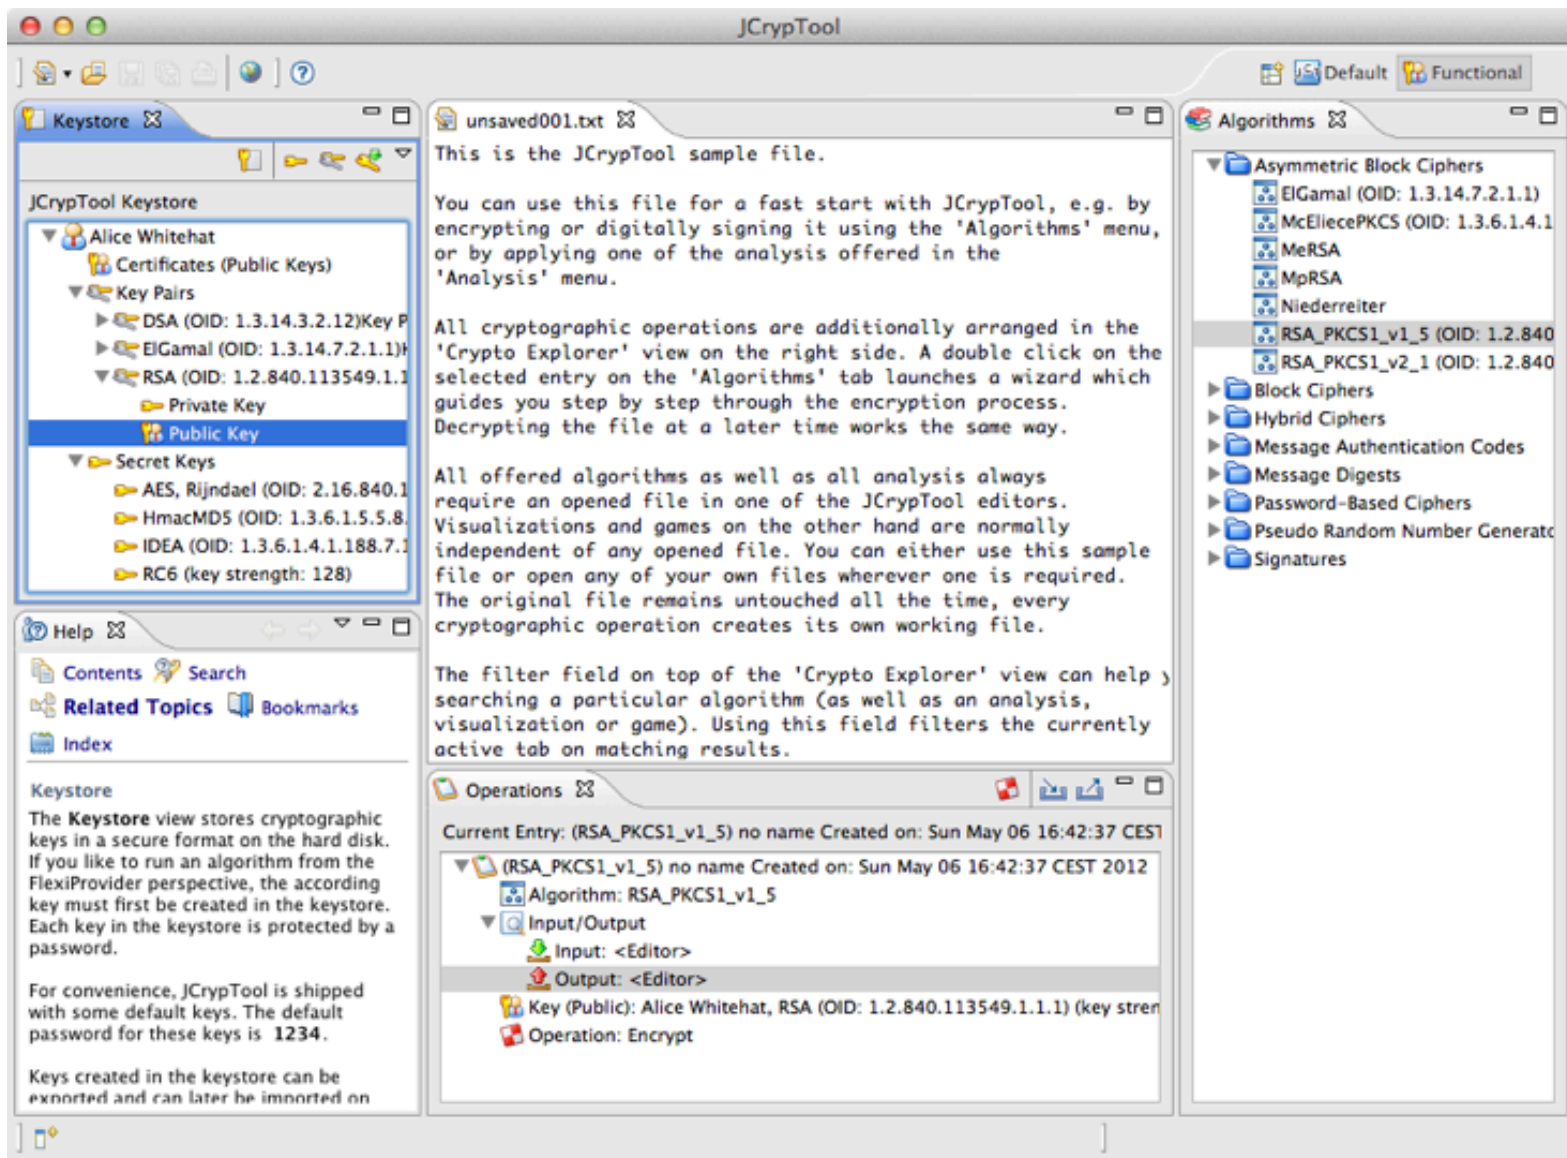 JCrypTool
Default
Functional
Keystore
JCrypTool Keystore
Alice Whitehat
Certificates (Public Keys)
Key Pairs
DSA (OID: 1.3.14.3.2.12)Key P
ElGamal (OID: 1.3.14.7.2.1.1)
RSA (OID: 1.2.840.113549.1.1
Private Key
Public Key
Secret Keys
AES, Rijndael (OID: 2.16.840.1
HmacMD5 (OID: 1.3.6.1.5.5.8.
IDEA (OID: 1.3.6.1.4.1.188.7.1
RC6 (key strength: 128)
Help
Contents
Search
Related Topics
Bookmarks
Index
Keystore
The Keystore view stores cryptographic
keys in a secure format on the hard disk.
If you like to run an algorithm from the
FlexiProvider perspective, the according
key must first be created in the keystore.
Each key in the keystore is protected by a
password.
For convenience, JCrypTool is shipped
with some default keys. The default
password for these keys is 1234.
Keys created in the keystore can be
exported and can later be imported on
unsaved001.txt
This is the JCrypTool sample file.
You can use this file for a fast start with JCrypTool, e.g. by
encrypting or digitally signing it using the 'Algorithms' menu,
or by applying one of the analysis offered in the
'Analysis' menu.
All cryptographic operations are additionally arranged in the
'Crypto Explorer' view on the right side. A double click on the
selected entry on the 'Algorithms' tab launches a wizard which
guides you step by step through the encryption process.
Decrypting the file at a later time works the same way.
All offered algorithms as well as all analysis always
require an opened file in one of the JCrypTool editors.
Visualizations and games on the other hand are normally
independent of any opened file. You can either use this sample
file or open any of your own files wherever one is required.
The original file remains untouched all the time, every
cryptographic operation creates its own working file.
The filter field on top of the 'Crypto Explorer' view can help
searching a particular algorithm (as well as an analysis,
visualization or game). Using this field filters the currently
active tab on matching results.
Operations
Current Entry: (RSA_PKCS1_v1_5) no name Created on: Sun May 06 16:42:37 CEST
(RSA_PKCS1_v1_5) no name Created on: Sun May 06 16:42:37 CEST 2012
Algorithm: RSA_PKCS1_v1_5
Input/Output
Input: <Editor>
Output: <Editor>
Key (Public): Alice Whitehat, RSA (OID: 1.2.840.113549.1.1.1) (key stren
Operation: Encrypt
Algorithms
Asymmetric Block Ciphers
ElGamal (OID: 1.3.14.7.2.1.1)
McEliecePKCS (OID: 1.3.6.1.4.1
MeRSA
MpRSA
Niederreiter
RSA_PKCS1_v1_5 (OID: 1.2.840
RSA_PKCS1_v2_1 (OID: 1.2.840
Block Ciphers
Hybrid Ciphers
Message Authentication Codes
Message Digests
Password-Based Ciphers
Pseudo Random Number Generato
Signatures